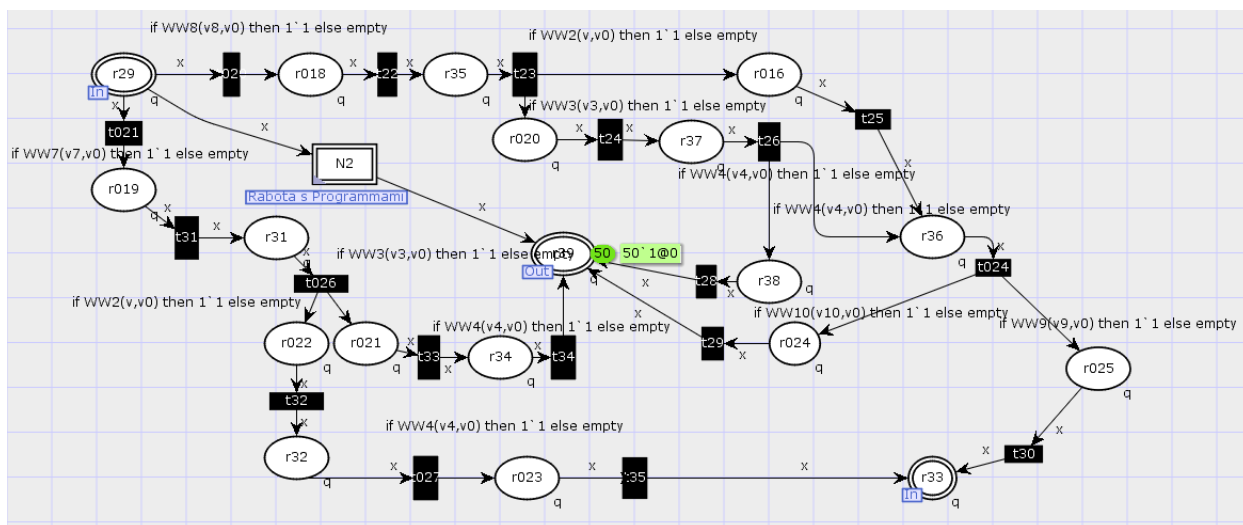 if WW8(v8,v0) then 1`1 else empty
if WW2(v,v0) then 1`1 else empty
r29
In
q
x
x
r018
q
x
t22
x
r35
q
x
t23
r016
q
x
t25
x
t021
x
x
N2
Rabota s Programmami
x
if WW3(v3,v0) then 1`1 else empty
r020
q
x
t24
x
r37
q
x
t26
if WW7(v7,v0) then 1`1 else empty
if WW4(v4,v0) then 1`1 else empty
r019
q
x
t31
x
r31
q
x
if WW4(v4,v0) then 1`1 else empty
r36
q
x
t024
x
x
if WW3(v3,v0) then 1`1 else empty
r39
Out
q
50
50`1@0
x
t28
x
r38
q
t026
if WW2(v,v0) then 1`1 else empty
if WW4(v4,v0) then 1`1 else empty
if WW10(v10,v0) then 1`1 else empty
if WW9(v9,v0) then 1`1 else empty
r022
q
r021
q
x
t33
x
r34
q
x
t34
x
x
t29
x
r024
q
r025
q
x
t32
x
x
r32
q
if WW4(v4,v0) then 1`1 else empty
x
t027
x
r023
q
x
t35
x
x
t30
x
r33
In
q